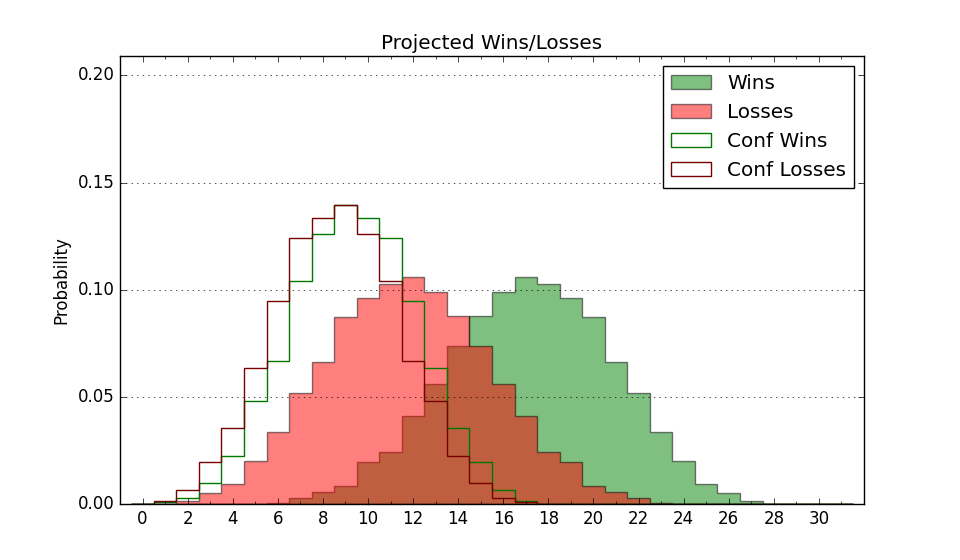 Projected Wins/Losses
0.20
0.15
0.10
0.05
0.00
Probability
Wins
Losses
Conf Wins
Conf Losses
0 2 4 6 8 10 12 14 16 18 20 22 24 26 28 30